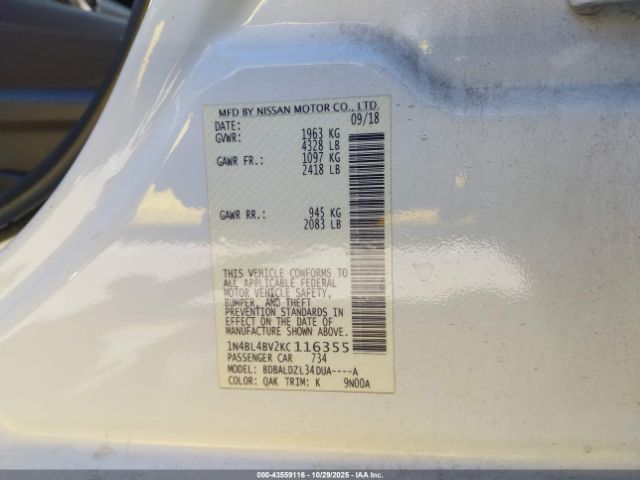 MFD BY NISSAN MOTOR CO., LTD.
DATE: 09/18
GVWR: 1963 KG
4328 LB
GAWR FR.: 1097 KG
2418 LB
GAWR RR.: 945 KG
2083 LB
THIS VEHICLE CONFORMS TO
ALL APPLICABLE FEDERAL
MOTOR VEHICLE SAFETY,
BUMPER, AND THEFT
PREVENTION STANDARDS IN
EFFECT ON THE DATE OF
MANUFACTURE SHOWN ABOVE.
1N4BL4BV2KC116355
PASSENGER CAR 734
MODEL: BDBALDZL34DUA----A
COLOR: QAK TRIM: K 9N00A
000-43559116 | 10/29/2025 | IAAI.COM